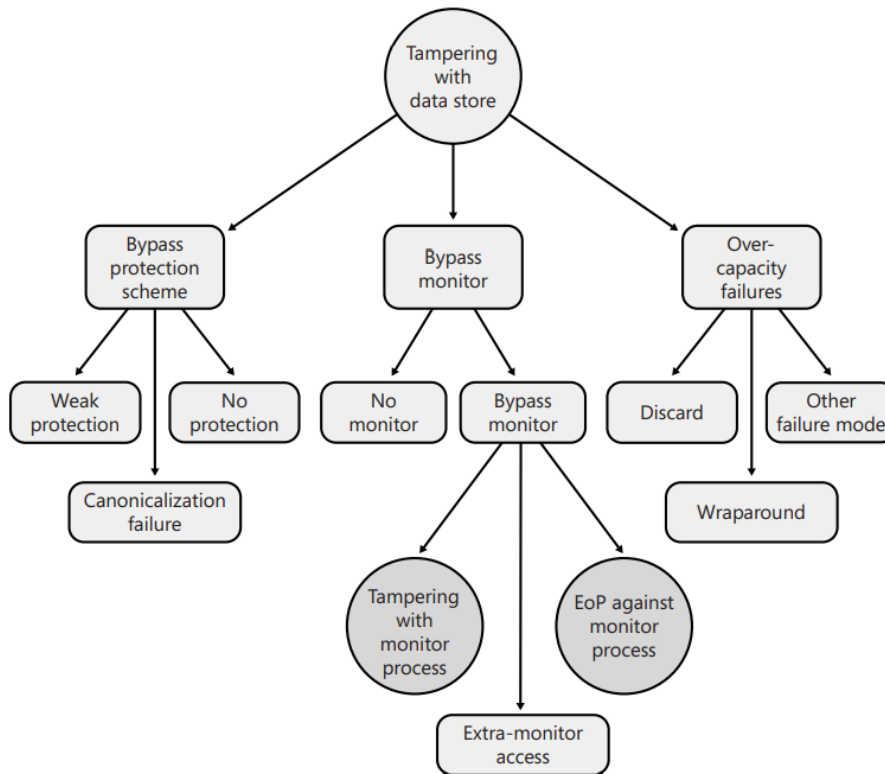 Tampering
with
data store
Bypass
protection
scheme
Bypass
monitor
Over-
capacity
failures
Weak
protection
No
protection
No
monitor
Bypass
monitor
Discard
Other
failure mode
Canonicalization
failure
Wraparound
Tampering
with
monitor
process
EoP against
monitor
process
Extra-monitor
access